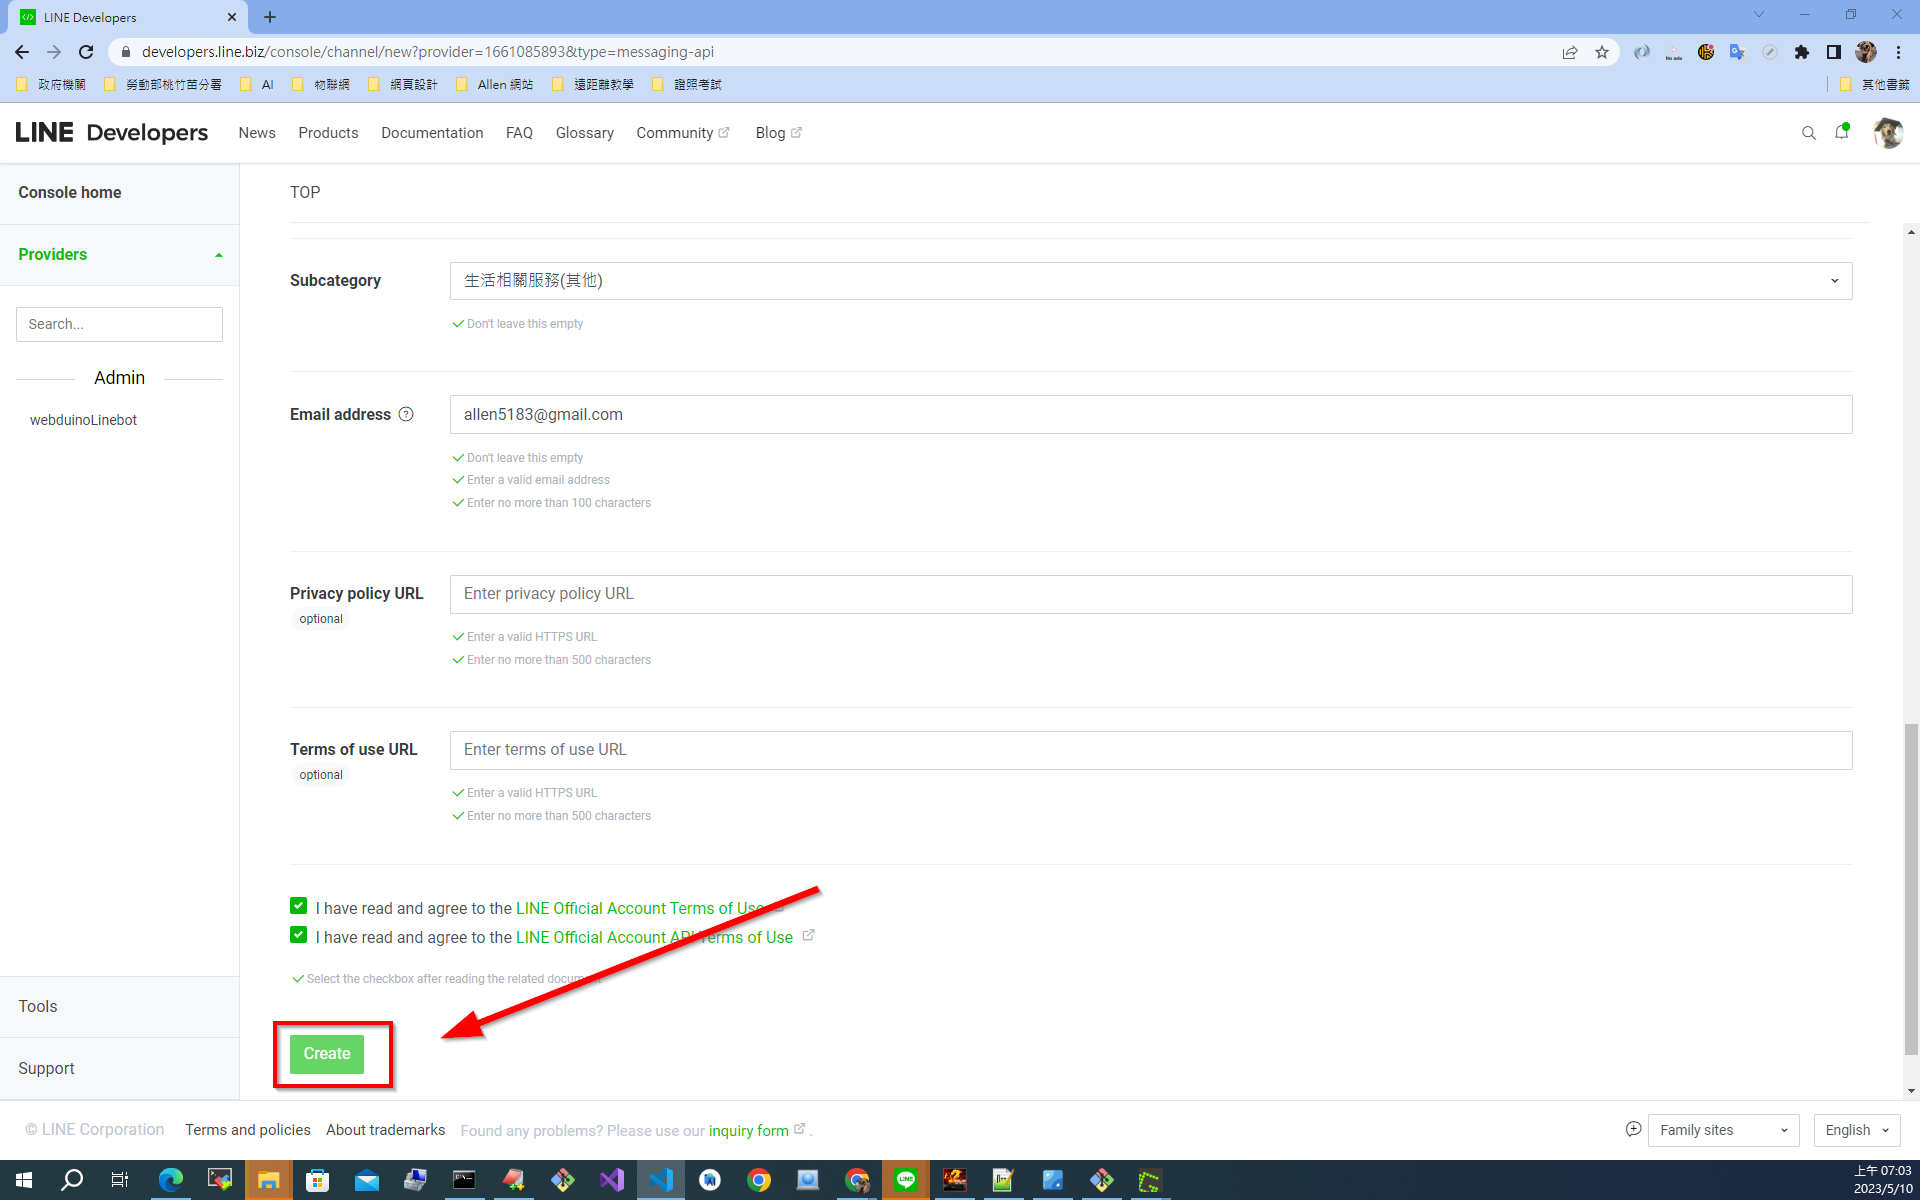 LINE Developers
developers.line.biz/console/channel/new?provider=1661085893&type=messaging-api
政府機關
勞動部桃竹苗分署
AI
物聯網
網頁設計
Allen 網站
遠距離教學
證照考試
其他書籤
LINE Developers
News
Products
Documentation
FAQ
Glossary
Community
Blog
Console home
Providers
Search...
Admin
webduinoLinebot
Tools
Support
TOP
Subcategory
生活相關服務(其他)
Don't leave this empty
Email address
allen5183@gmail.com
Don't leave this empty
Enter a valid email address
Enter no more than 100 characters
Privacy policy URL
optional
Enter privacy policy URL
Enter a valid HTTPS URL
Enter no more than 500 characters
Terms of use URL
optional
Enter terms of use URL
Enter a valid HTTPS URL
Enter no more than 500 characters
I have read and agree to the LINE Official Account Terms of Use
I have read and agree to the LINE Official Account API Terms of Use
Select the checkbox after reading the related document
Create
© LINE Corporation
Terms and policies
About trademarks
Found any problems? Please use our inquiry form .
Family sites
English
上午 07:03
2023/5/10